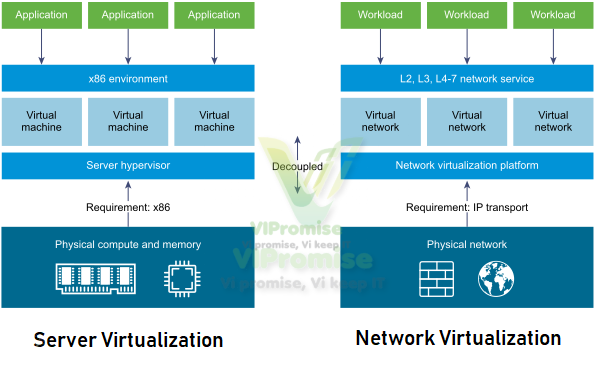 Application Application Application
x86 environment
Virtual machine Virtual machine Virtual machine
Server hypervisor
Requirement: x86
Physical compute and memory
Server Virtualization
Decoupled
Workload Workload Workload
L2, L3, L4-7 network service
Virtual network Virtual network Virtual network
Network virtualization platform
Requirement: IP transport
Physical network
Network Virtualization
VIPromise
Vi promise, Vi keep IT
VIPromise
Vi promise, Vi keep IT